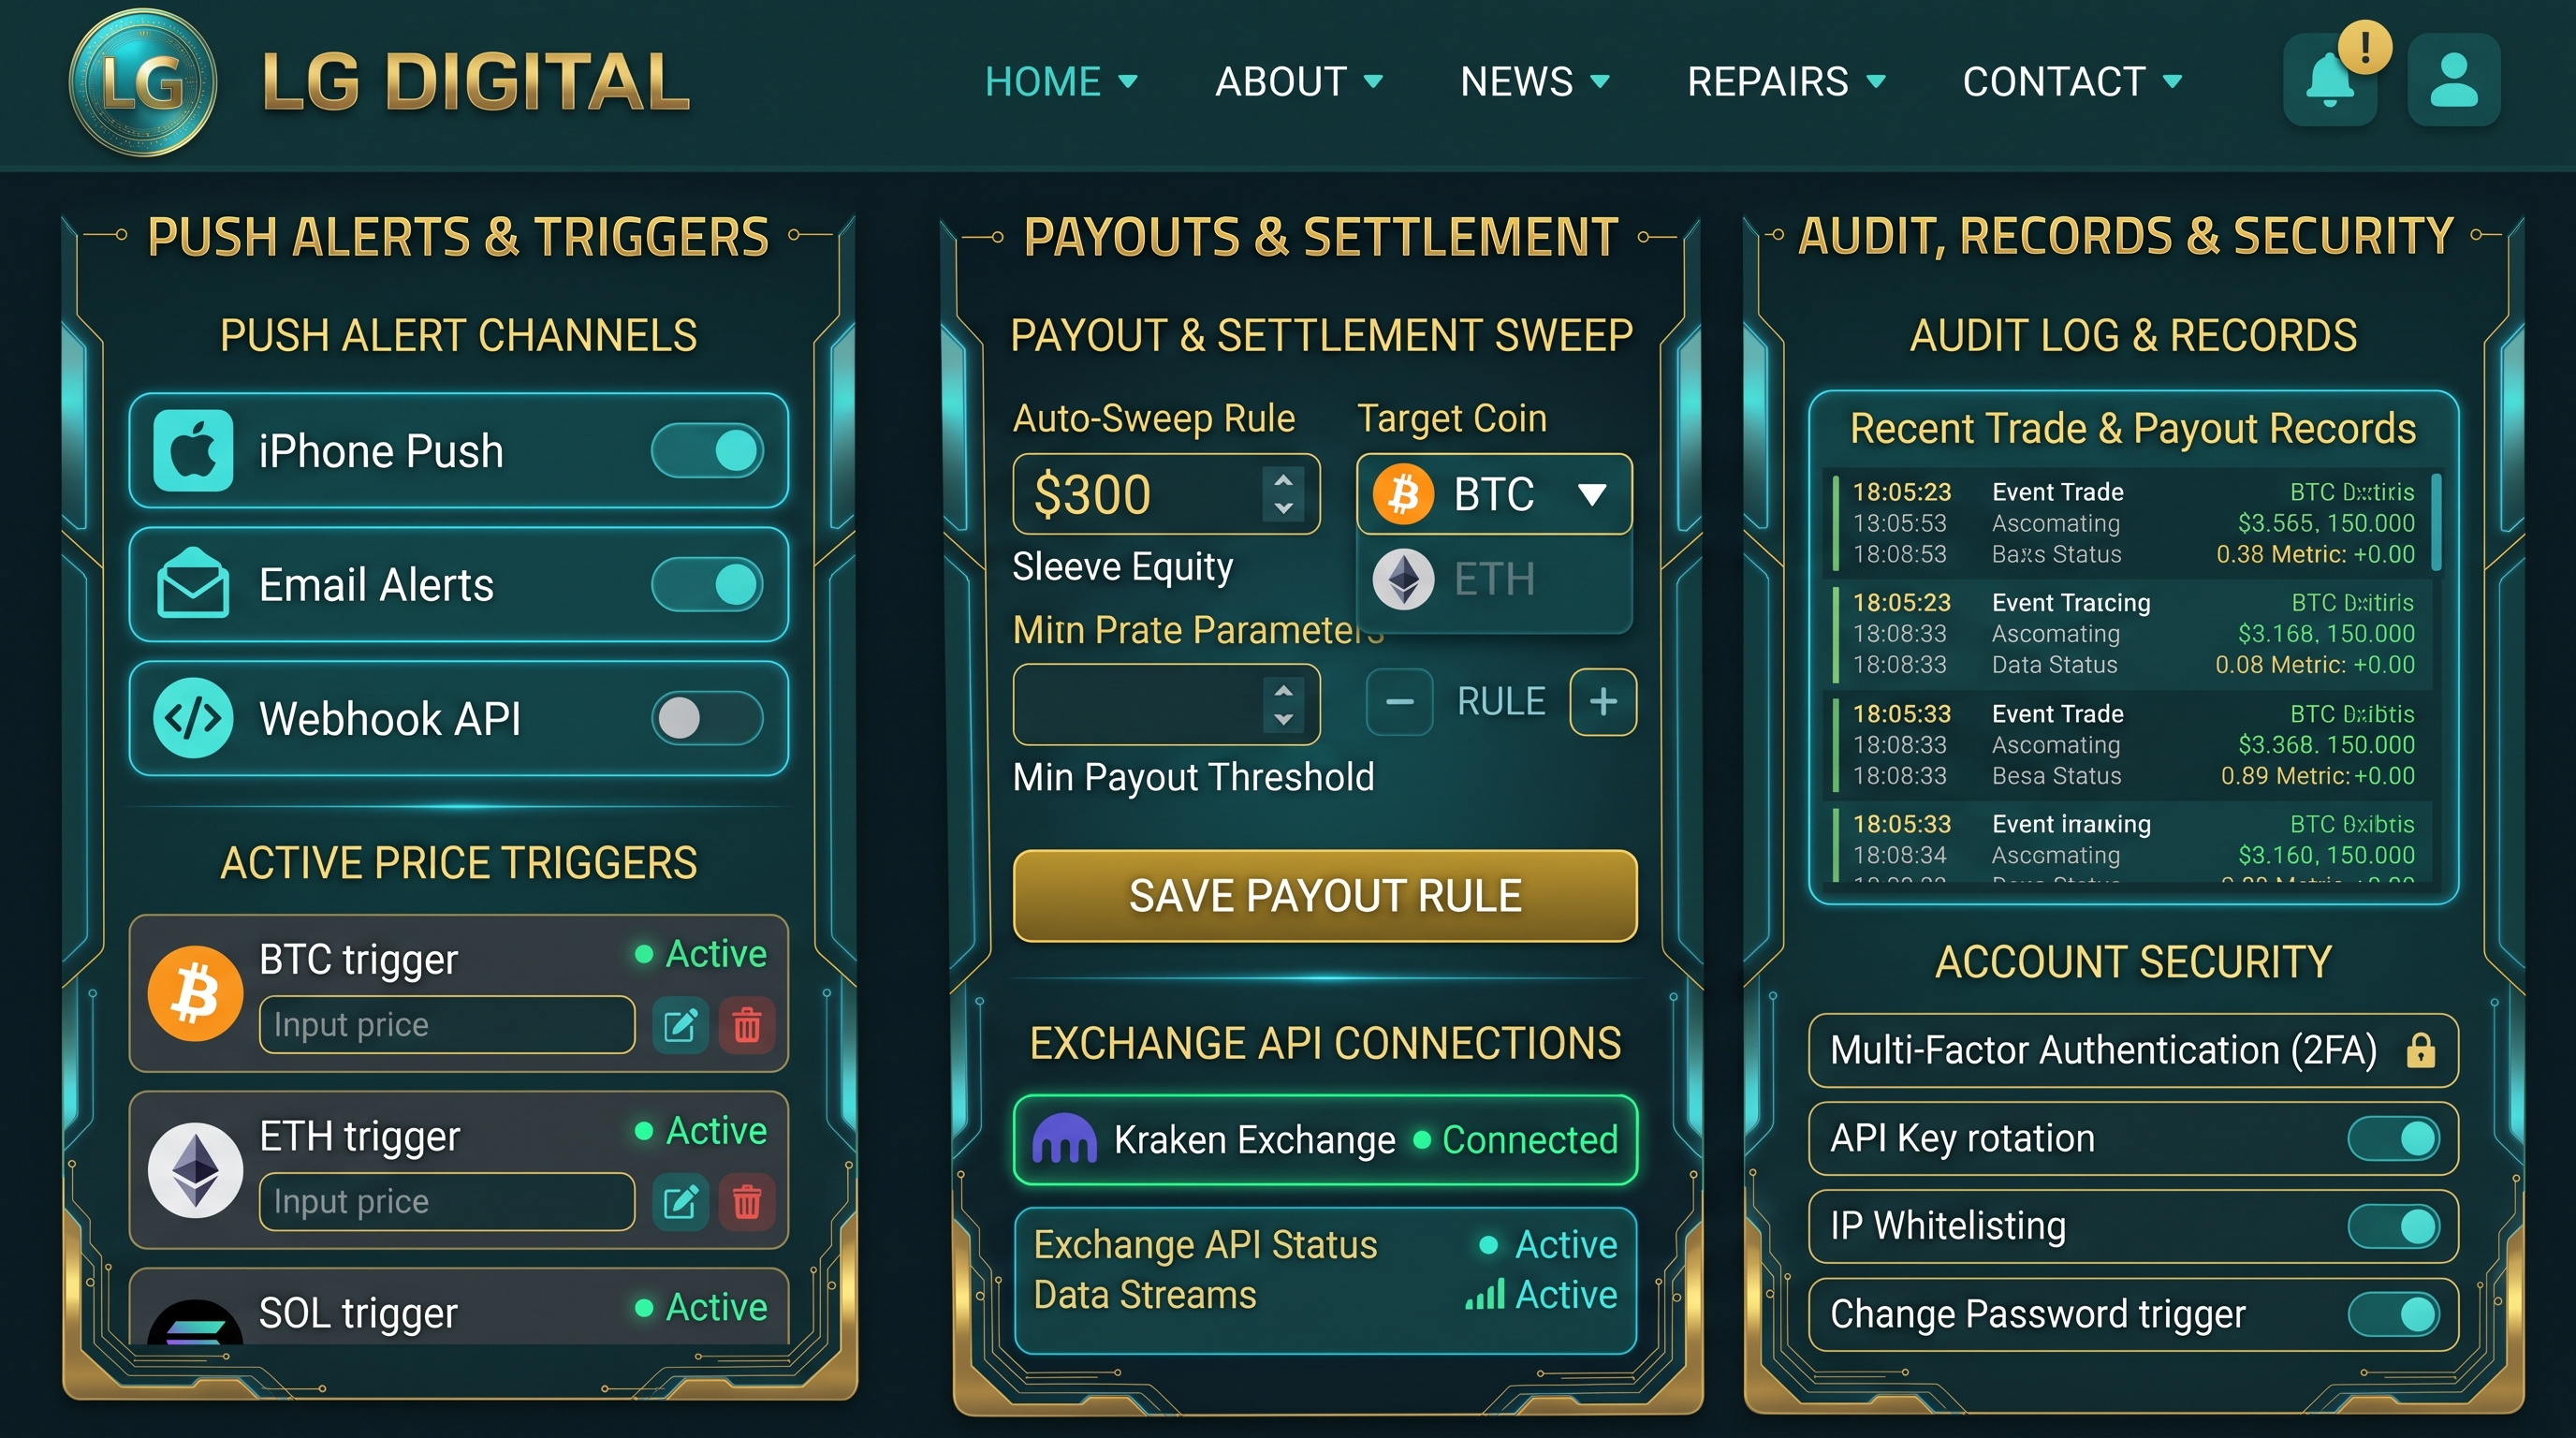 LG
LG DIGITAL
HOME
ABOUT
NEWS
REPAIRS
CONTACT
!
PUSH ALERTS & TRIGGERS
PUSH ALERT CHANNELS
iPhone Push
Email Alerts
Webhook API
ACTIVE PRICE TRIGGERS
BTC trigger
Active
Input price
ETH trigger
Active
Input price
SOL trigger
Active
PAYOUTS & SETTLEMENT
PAYOUT & SETTLEMENT SWEEP
Auto-Sweep Rule
Target Coin
$300
BTC
Sleeve Equity
ETH
Prate Parameters
RULE
Min Payout Threshold
SAVE PAYOUT RULE
EXCHANGE API CONNECTIONS
Kraken Exchange
Connected
Exchange API Status
Active
Data Streams
Active
AUDIT, RECORDS & SECURITY
AUDIT LOG & RECORDS
Recent Trade & Payout Records
18:05:23 Event Trade BTC
13:05:53 Ascomating $3.565, 150.000
18:08:53 Status 0.38 Metric: +0.00
18:05:23 Event BTC
13:08:33 Ascomating $3.168, 150.000
18:08:33 Data Status 0.08 Metric: +0.00
18:05:33 Event Trade BTC
18:08:33 Ascomating $3.368. 150.000
18:08:33 Besa Status 0.89 Metric: +0.00
18:05:33 Event BTC
18:08:34 Ascomating $3.160, 150.000
ACCOUNT SECURITY
Multi-Factor Authentication (2FA)
API Key rotation
IP Whitelisting
Change Password trigger